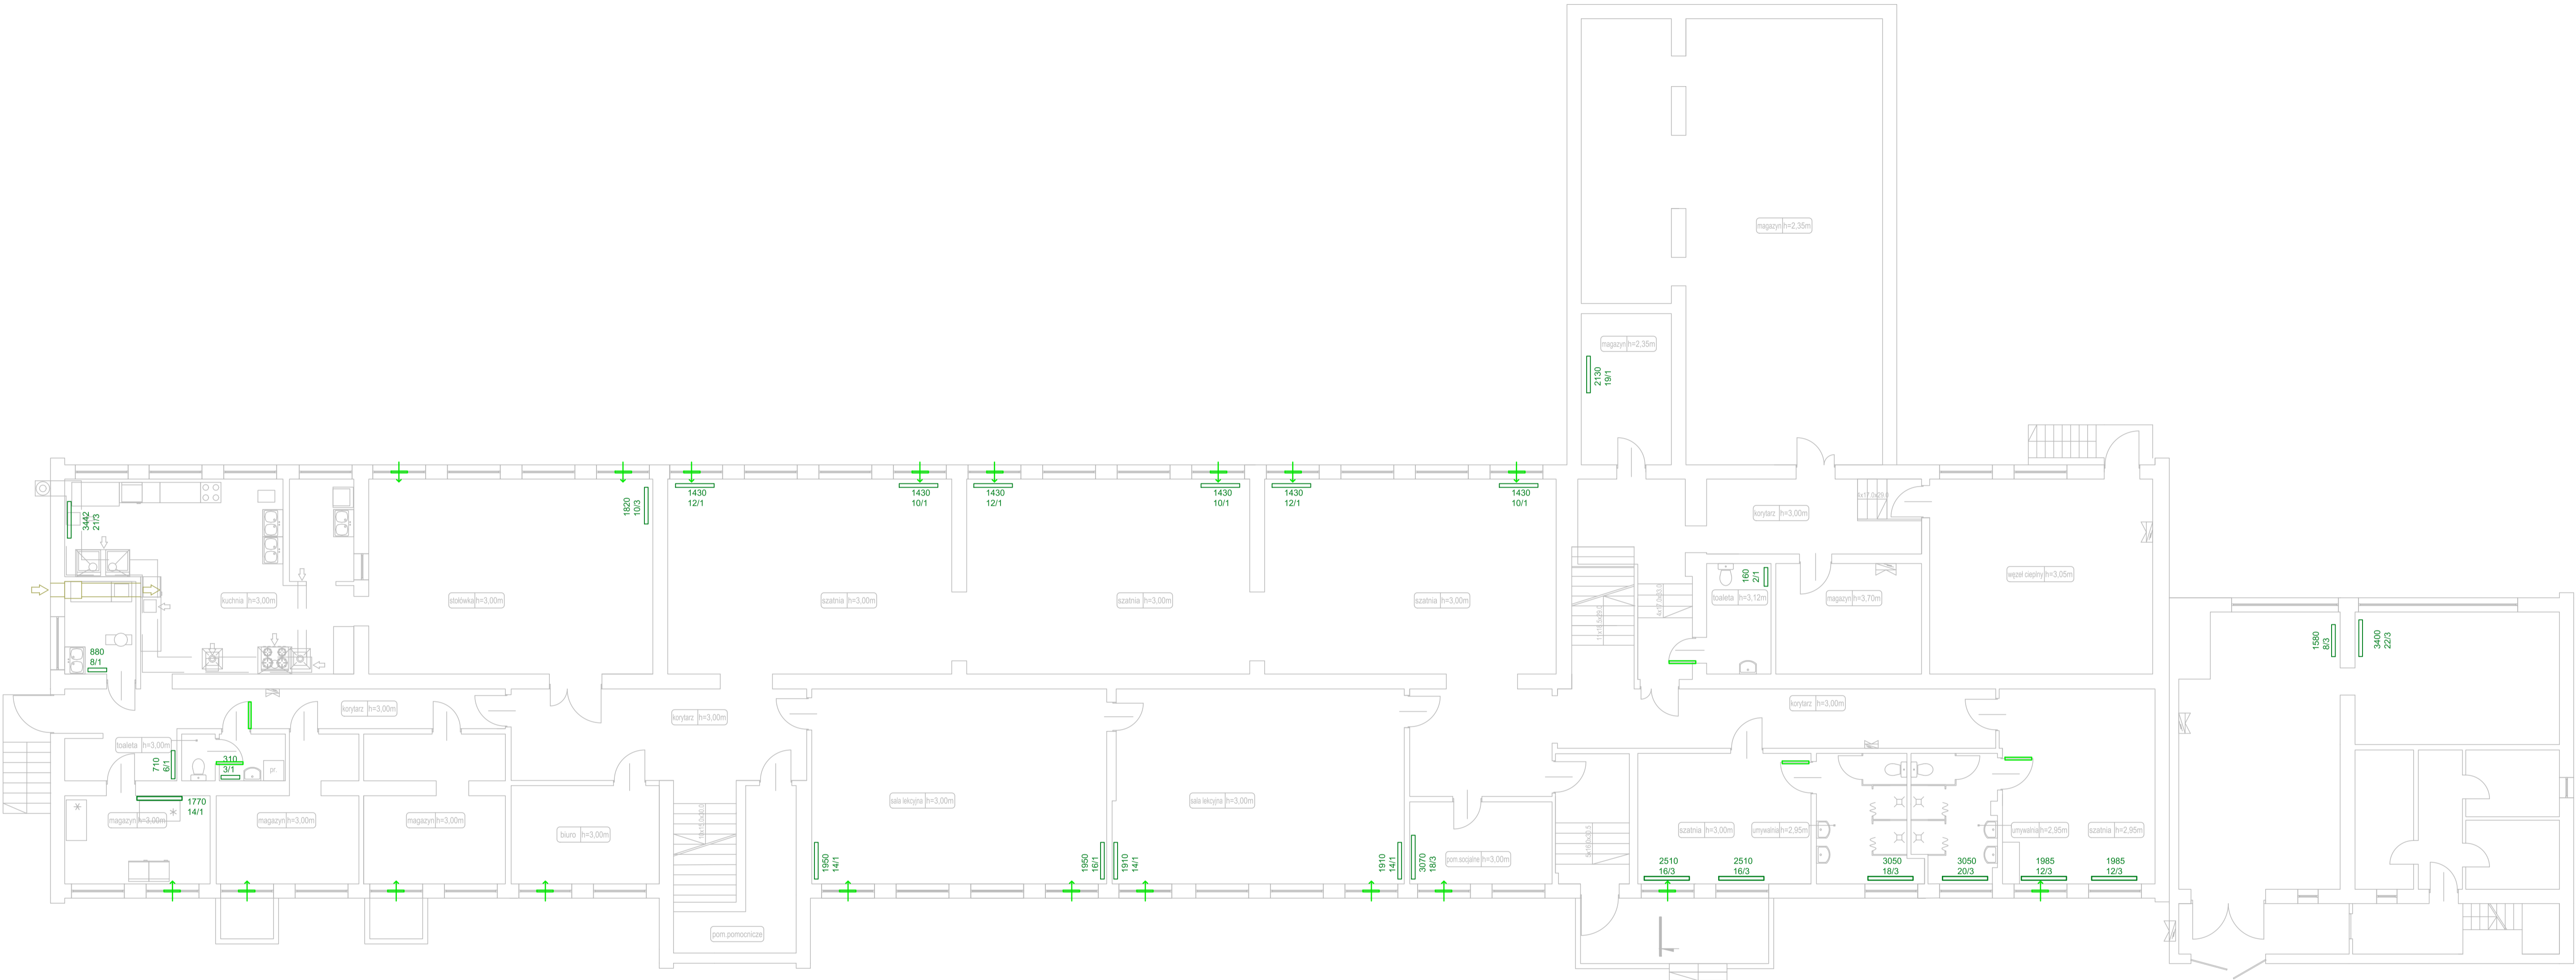 magazyn h=2,35m
magazyn h=2,35m
2130
19/1
3442
21/3
1820
10/3
1430
12/1
1430
10/1
1430
12/1
1430
10/1
1430
12/1
1430
10/1
korytarz h=3,00m
węzeł cieplny h=3,05m
160
2/1
toaleta h=3,12m
magazyn h=3,70m
kuchnia h=3,00m
stołówka h=3,00m
szatnia h=3,00m
szatnia h=3,00m
szatnia h=3,00m
1580
8/3
3400
22/3
880
8/1
korytarz h=3,00m
korytarz h=3,00m
korytarz h=3,00m
toaleta h=3,00m
710
6/1
310
3/1
pr.
1770
14/1
magazyn h=3,00m
magazyn h=3,00m
magazyn h=3,00m
biuro h=3,00m
sala lekcyjna h=3,00m
sala lekcyjna h=3,00m
1950
14/1
1950
16/1
1910
14/1
1910
14/1
3070
18/3
pom.socjalne h=3,00m
szatnia h=3,00m
umywalnia h=2,95m
umywalnia h=2,95m
szatnia h=2,95m
2510
16/3
2510
16/3
3050
18/3
3050
20/3
1985
12/3
1985
12/3
pom.pomocnicze